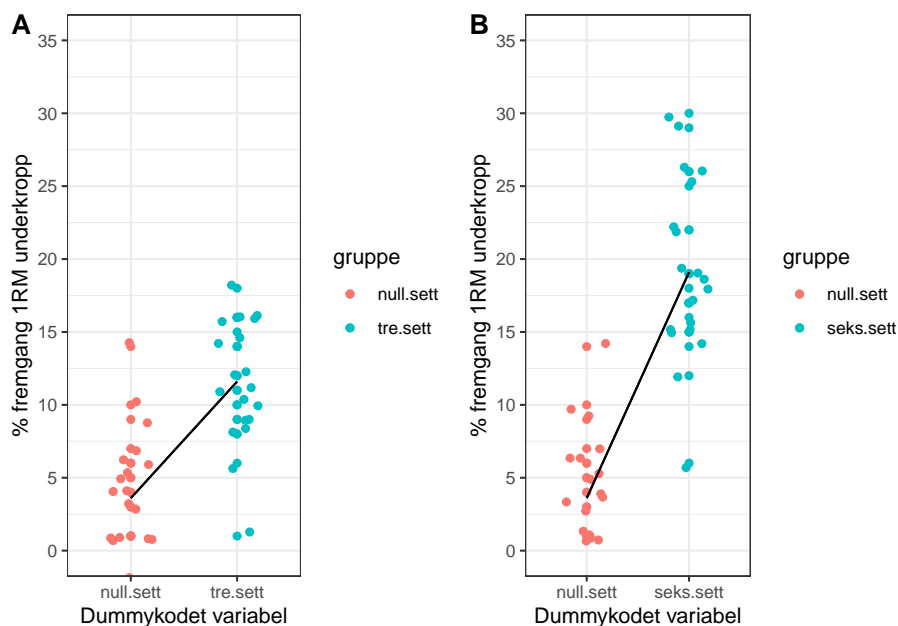 A
% fremgang 1RM underkropp
35
30
25
20
15
10
5
0
null.sett
tre.sett
Dummykodet variabel
gruppe
null.sett
tre.sett
B
% fremgang 1RM underkropp
35
30
25
20
15
10
5
0
null.sett
seks.sett
Dummykodet variabel
gruppe
null.sett
seks.sett